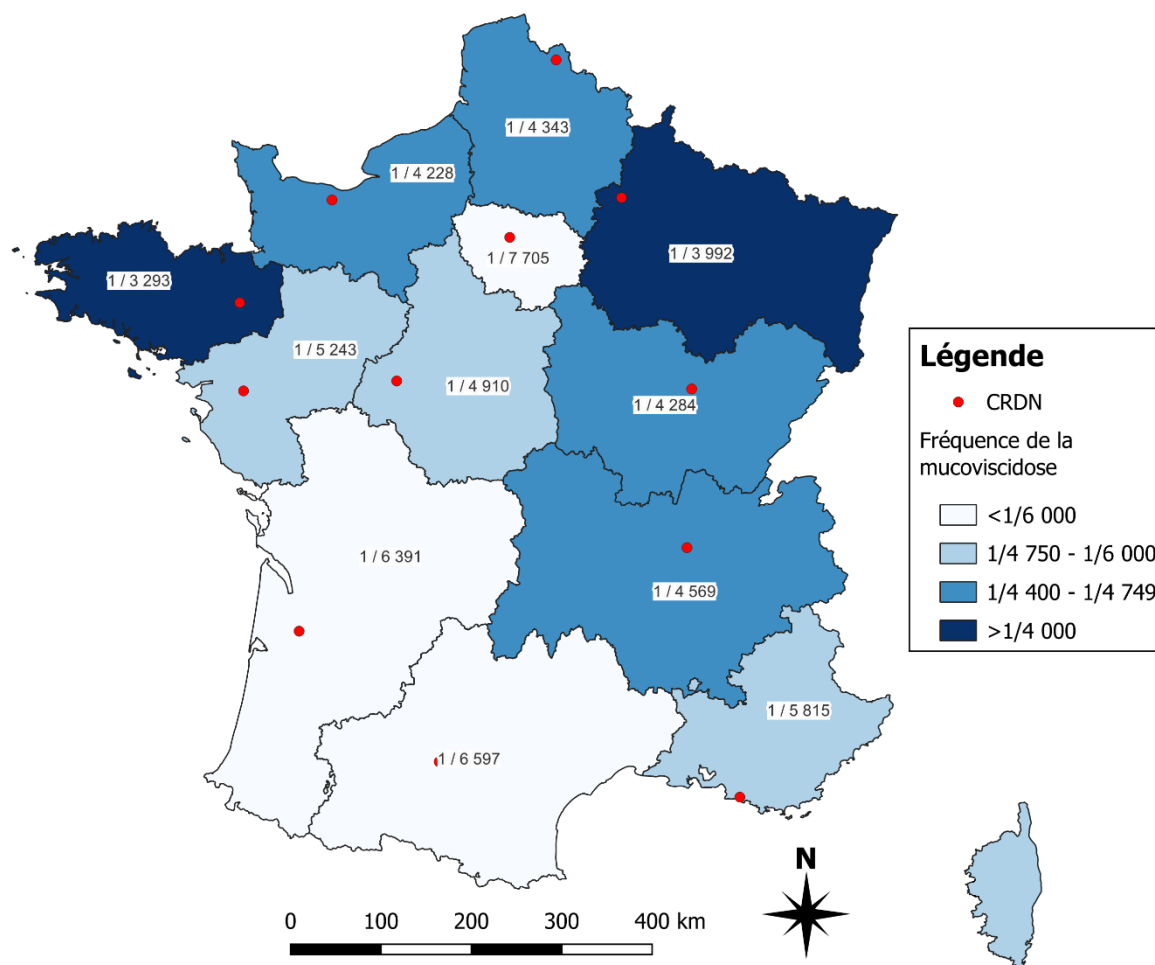 1 / 4 343
1 / 4 228
1 / 7 705
1 / 3 992
1 / 3 293
1 / 5 243
1 / 4 910
1 / 4 284
1 / 6 391
1 / 4 569
1 / 5 815
1 / 6 597
Légende
CRDN
Fréquence de la
mucoviscidose
<1/6 000
1/4 750 - 1/6 000
1/4 400 - 1/4 749
>1/4 000
N
0 100 200 300 400 km